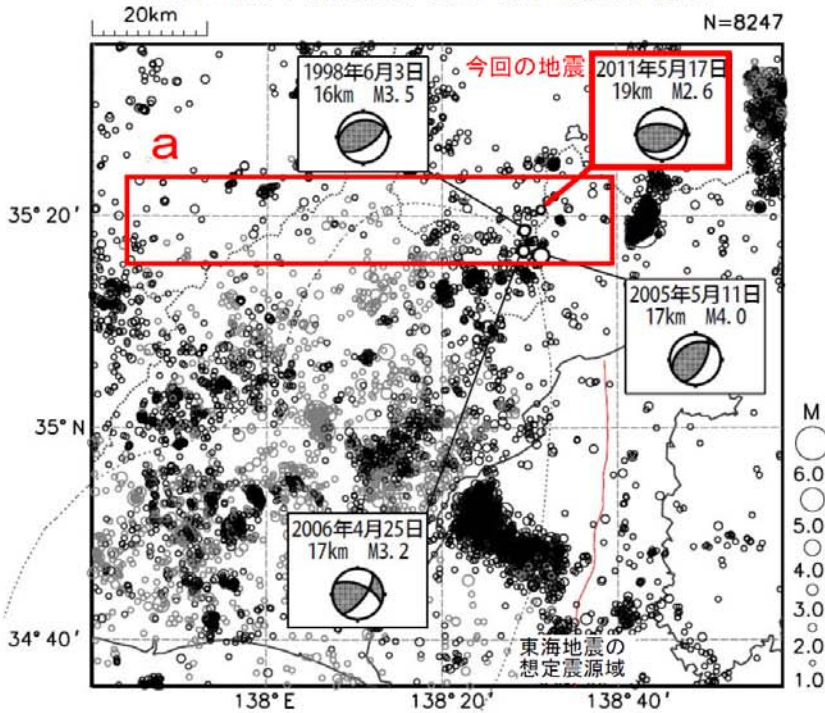 20km
N=8247
1998年6月3日
16km M3.5
今回の地震
2011年5月17日
19km M2.6
a
35° 20′
2005年5月11日
17km M4.0
35° N
2006年4月25日
17km M3.2
34° 40′
東海地震の
想定震源域
138° E
138° 20′
138° 40′
M
6.0
5.0
4.0
3.0
2.0
1.0